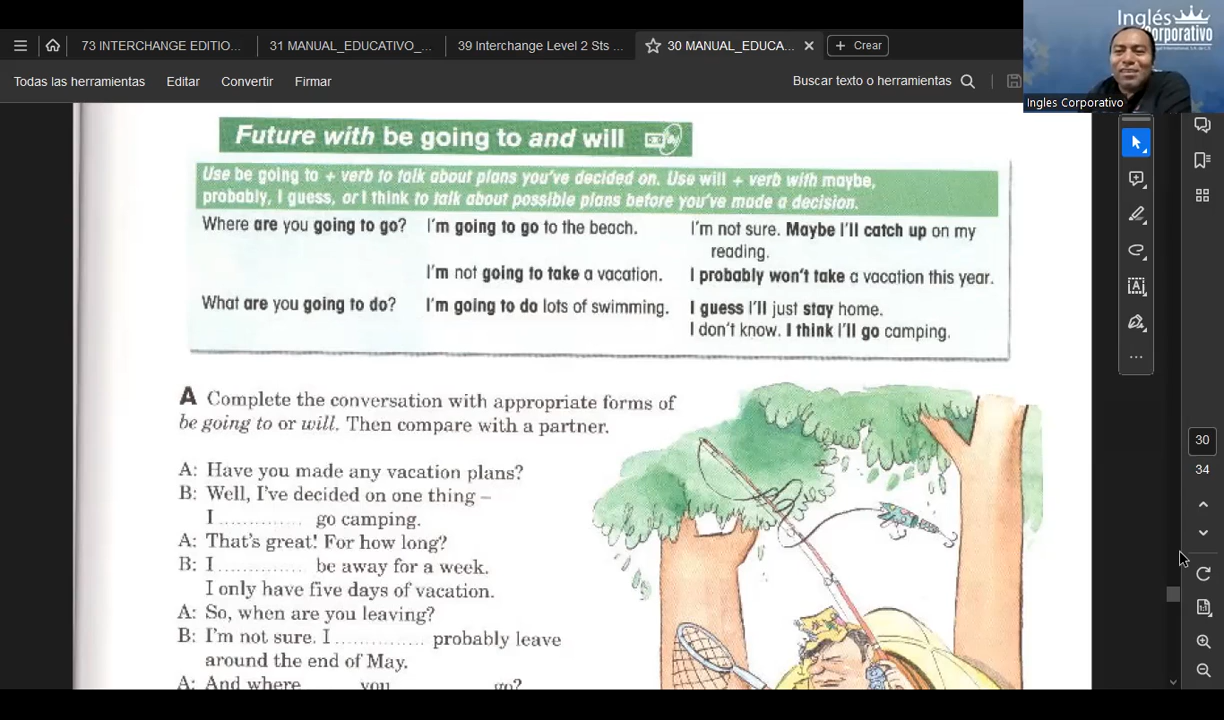 73 INTERCHANGE EDITIO...
31 MANUAL_EDUCATIVO_...
39 Interchange Level 2 Sts ...
30 MANUAL_EDUCA...
Crear
Todas las herramientas
Editar
Convertir
Firmar
Buscar texto o herramientas
Inglés
Corporativo
Ingles Corporativo
Future with be going to and will
Use be going to + verb to talk about plans you've decided on. Use will + verb with maybe,
probably, I guess, or I think to talk about possible plans before you've made a decision.
Where are you going to go? I'm going to go to the beach. I'm not sure. Maybe I'll catch up on my
reading.
I'm not going to take a vacation. I probably won't take a vacation this year.
What are you going to do? I'm going to do lots of swimming. I guess I'll just stay home.
I don't know. I think I'll go camping.
A Complete the conversation with appropriate forms of
be going to or will. Then compare with a partner.
A: Have you made any vacation plans?
B: Well, I've decided on one thing –
I ............. go camping.
A: That's great! For how long?
B: I ............. be away for a week.
I only have five days of vacation.
A: So, when are you leaving?
B: I'm not sure. I .............. probably leave
around the end of May.
A: And where you go?
30
34